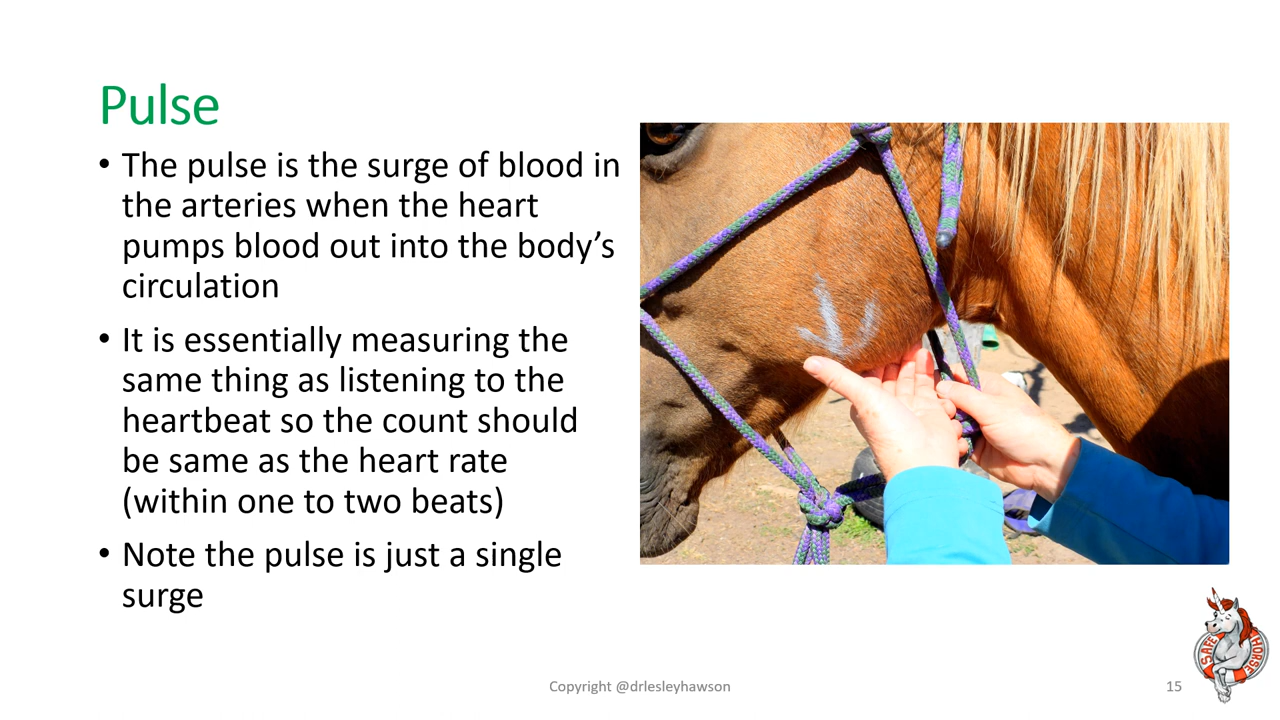 Pulse
• The pulse is the surge of blood in
the arteries when the heart
pumps blood out into the body’s
circulation
• It is essentially measuring the
same thing as listening to the
heartbeat so the count should
be same as the heart rate
(within one to two beats)
• Note the pulse is just a single
surge
SAFE HORSE
Copyright @drlesleyhawson
15